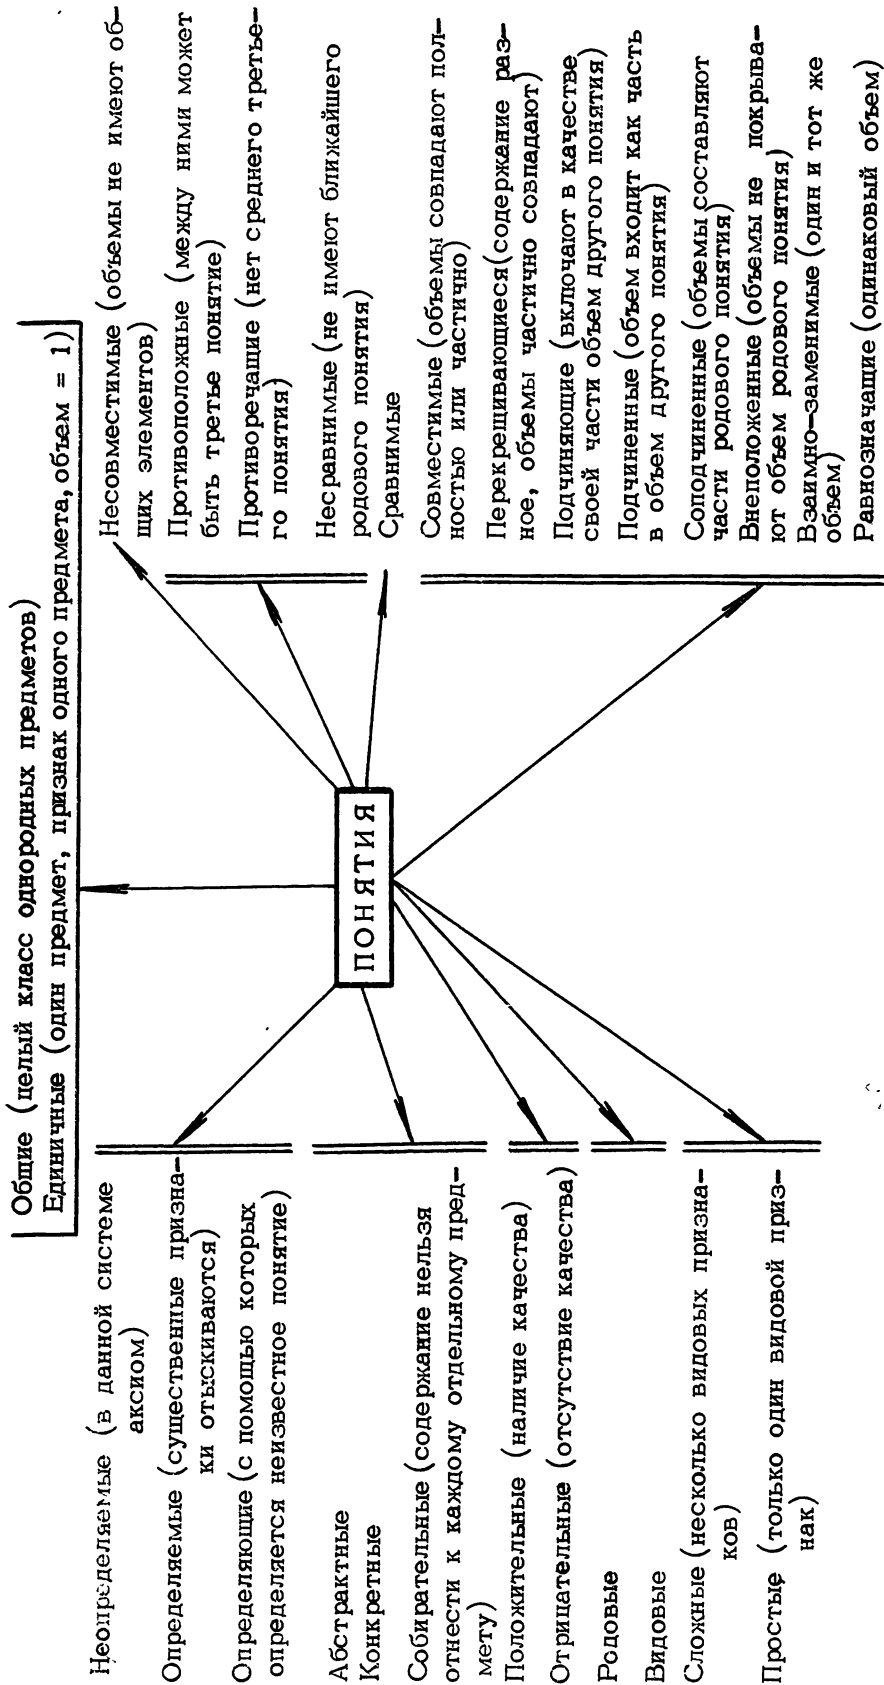 Общие (целый класс однородных предметов)
Единичные (один предмет, признак одного предмета, объем = 1)
Неопределяемые (в данной системе
аксиом)
Определяемые (существенные призна-
ки отыскиваются)
Определяющие (с помощью которых
определяется неизвестное понятие)
Абстрактные
Конкретные
Собирательные (содержание нельзя
отнести к каждому отдельному пред-
мету)
Положительные (наличие качества)
Отрицательные (отсутствие качества)
Родовые
Видовые
Сложные (несколько видовых призна-
ков)
Простые (только один видовой приз-
нак)
ПОНЯТИЯ
Несовместимые (объемы не имеют об-
щих элементов)
Противоположные (между ними может
быть третье понятие)
Противоречащие (нет среднего третье-
го понятия)
Несравнимые (не имеют ближайшего
родового понятия)
Сравнимые
Совместимые (объемы совпадают пол-
ностью или частично)
Перекрещивающиеся (содержание раз-
ное, объемы частично совпадают)
Подчиняющие (включают в качестве
своей части объем другого понятия)
Подчиненные (объем входит как часть
в объем другого понятия)
Соподчиненные (объемы составляют
части родового понятия)
Внеположенные (объемы не покрыва-
ют объем родового понятия)
Взаимно-заменимые (один и тот же
объем)
Равнозначащие (одинаковый объем)